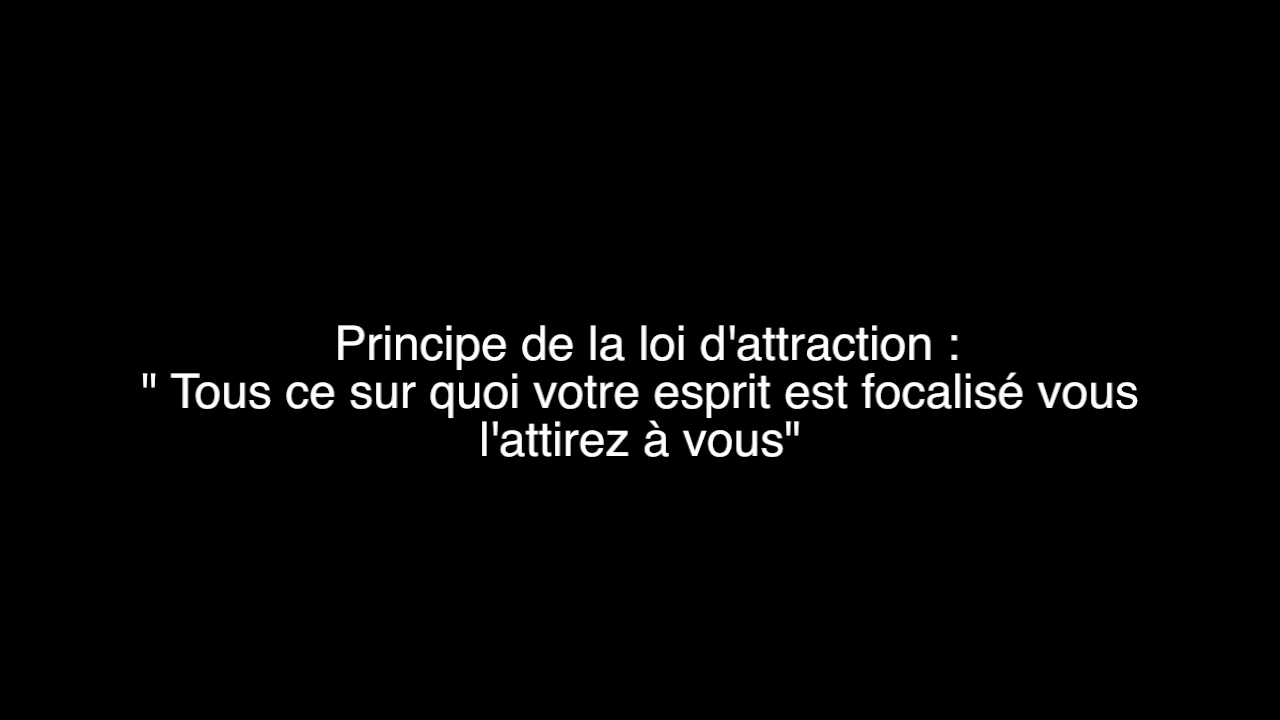 Principe de la loi d'attraction :
" Tous ce sur quoi votre esprit est focalisé vous
l'attirez à vous"